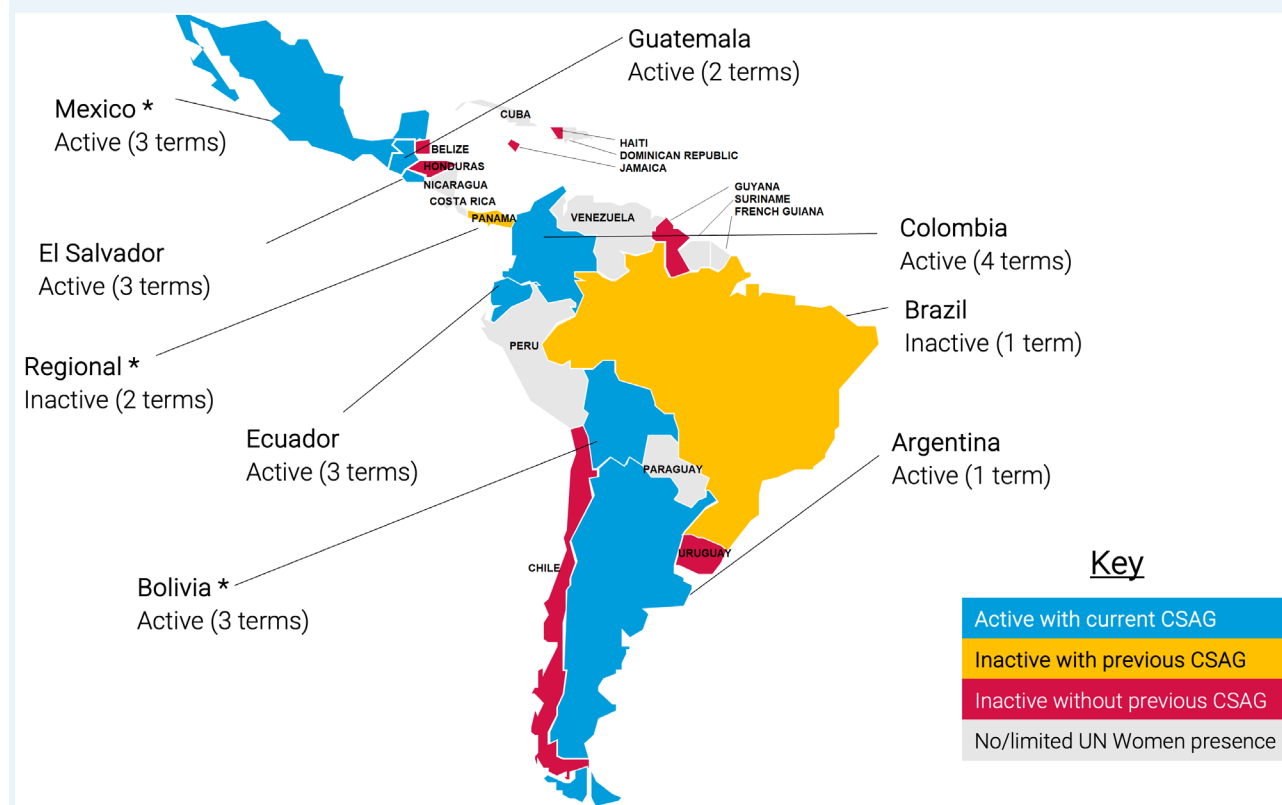 Guatemala
Active (2 terms)
Mexico *
Active (3 terms)
CUBA
HAITI
DOMINICAN REPUBLIC
JAMAICA
BELIZE
HONDURAS
NICARAGUA
COSTA RICA
PANAMA
VENEZUELA
GUYANA
SURINAME
FRENCH GUIANA
El Salvador
Active (3 terms)
Colombia
Active (4 terms)
Brazil
Inactive (1 term)
Regional *
Inactive (2 terms)
PERU
Ecuador
Active (3 terms)
Argentina
Active (1 term)
PARAGUAY
URUGUAY
CHILE
Bolivia *
Active (3 terms)
Key
Active with current CSAG
Inactive with previous CSAG
Inactive without previous CSAG
No/limited UN Women presence